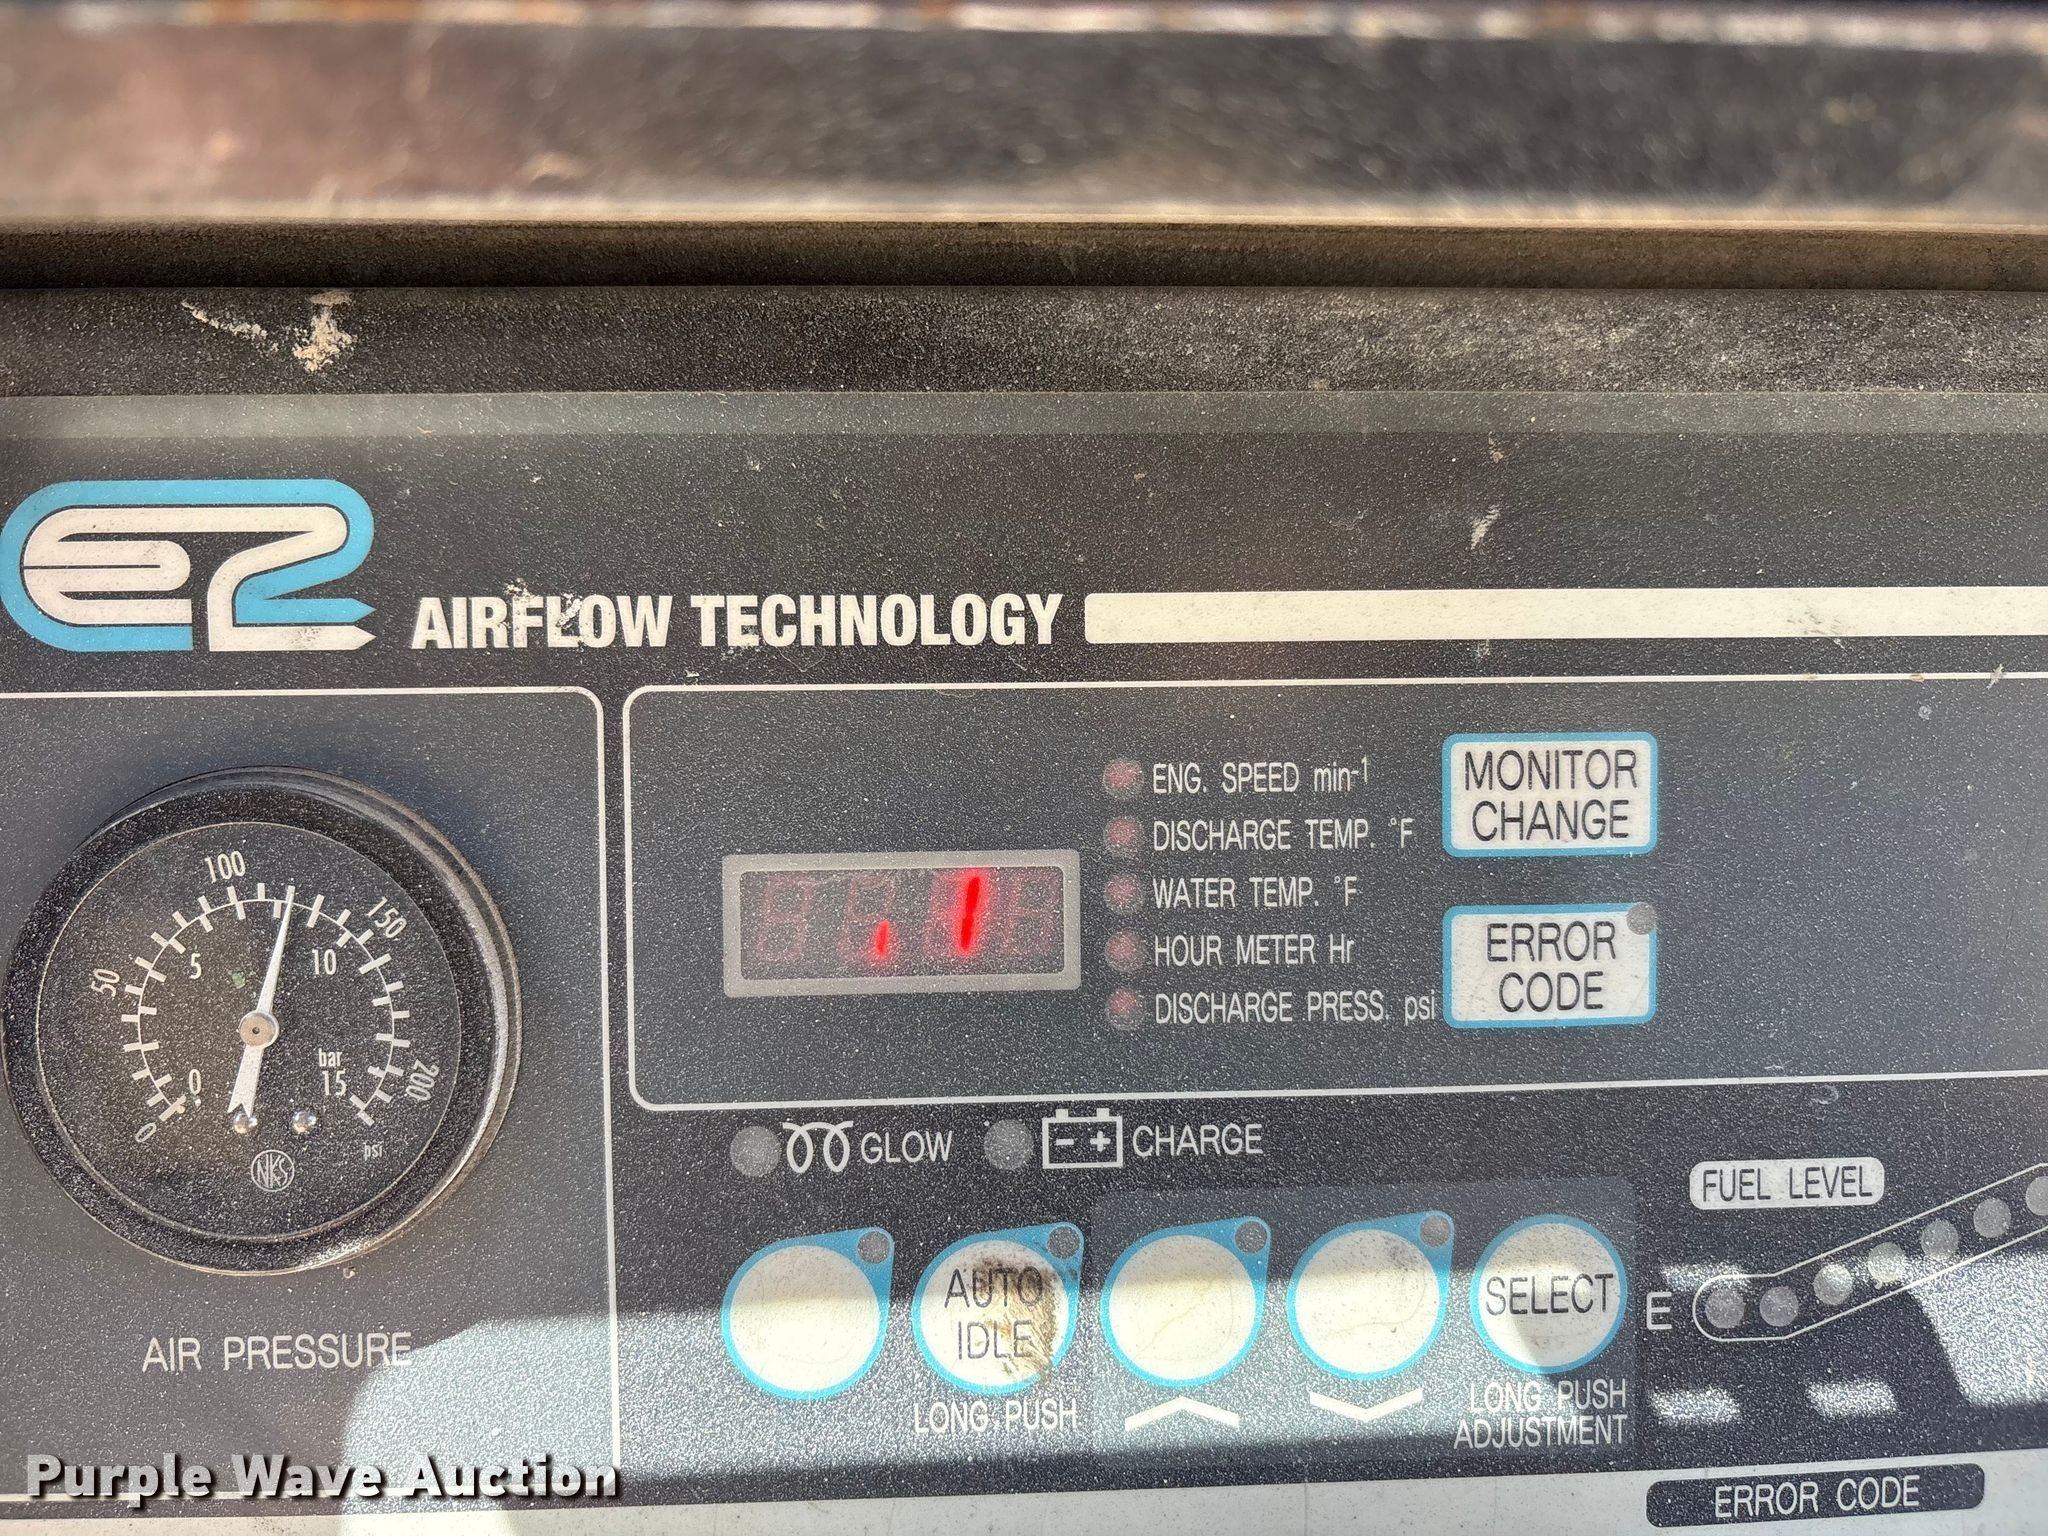 e2 AIRFLOW TECHNOLOGY
ENG. SPEED min-1
MONITOR
CHANGE
DISCHARGE TEMP. °F
WATER TEMP. °F
HOUR METER Hr
DISCHARGE PRESS. psi
ERROR
CODE
0
50
100
150
200
psi
0
5
10
15
bar
NKS
AIR PRESSURE
GLOW
CHARGE
AUTO
IDLE
LONG PUSH
SELECT
LONG PUSH
ADJUSTMENT
FUEL LEVEL
E
ERROR CODE
Purple Wave Auction